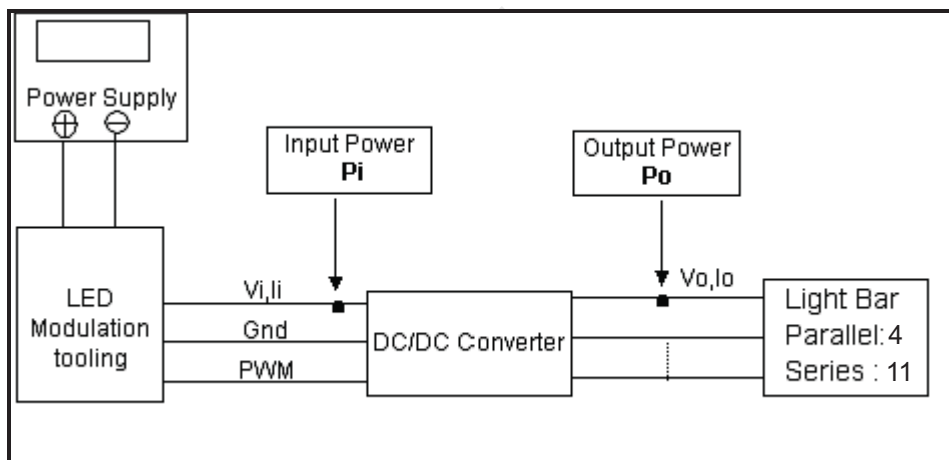 Power Supply
Input Power
Pi
Output Power
Po
LED
Modulation
tooling
Vi,Ii
Gnd
PWM
DC/DC Converter
Vo,Io
Light Bar
Parallel: 4
Series : 11